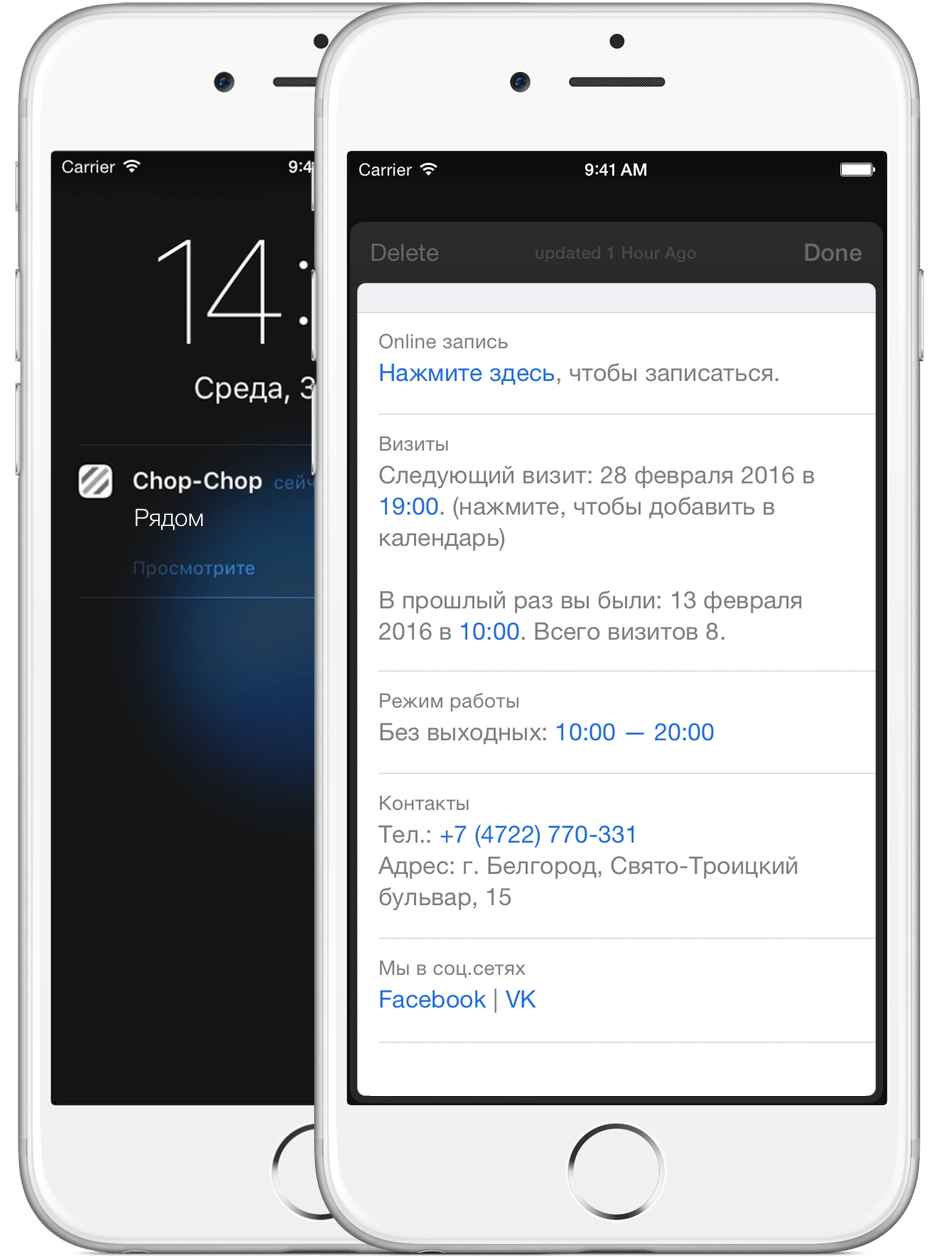 Carrier
9:4
14:
Среда, 3
Chop-Chop сейч
Рядом
Просмотрите
Carrier
9:41 AM
Delete
updated 1 Hour Ago
Done
Online запись
Нажмите здесь, чтобы записаться.
Визиты
Следующий визит: 28 февраля 2016 в
19:00. (нажмите, чтобы добавить в
календарь)
В прошлый раз вы были: 13 февраля
2016 в 10:00. Всего визитов 8.
Режим работы
Без выходных: 10:00 — 20:00
Контакты
Тел.: +7 (4722) 770-331
Адрес: г. Белгород, Свято-Троицкий
бульвар, 15
Мы в соц.сетях
Facebook | VK